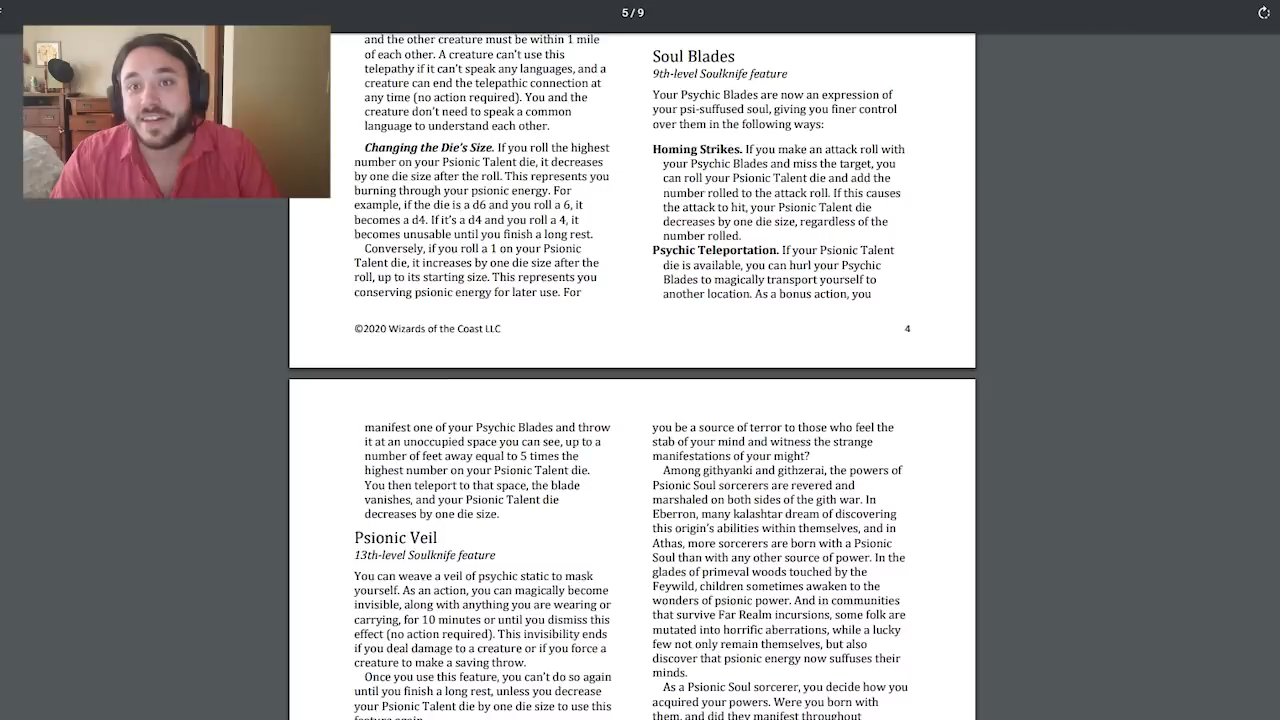 5 / 9
and the other creature must be within 1 mile
of each other. A creature can't use this
telepathy if it can't speak any languages, and a
creature can end the telepathic connection at
any time (no action required). You and the
creature don't need to speak a common
language to understand each other.
Changing the Die's Size. If you roll the highest
number on your Psionic Talent die, it decreases
by one die size after the roll. This represents you
burning through your psionic energy. For
example, if the die is a d6 and you roll a 6, it
becomes a d4. If it's a d4 and you roll a 4, it
becomes unusable until you finish a long rest.
Conversely, if you roll a 1 on your Psionic
Talent die, it increases by one die size after the
roll, up to its starting size. This represents you
conserving psionic energy for later use. For
Soul Blades
9th-level Soulknife feature
Your Psychic Blades are now an expression of
your psi-suffused soul, giving you finer control
over them in the following ways:
Homing Strikes. If you make an attack roll with
your Psychic Blades and miss the target, you
can roll your Psionic Talent die and add the
number rolled to the attack roll. If this causes
the attack to hit, your Psionic Talent die
decreases by one die size, regardless of the
number rolled.
Psychic Teleportation. If your Psionic Talent
die is available, you can hurl your Psychic
Blades to magically transport yourself to
another location. As a bonus action, you
©2020 Wizards of the Coast LLC
4
manifest one of your Psychic Blades and throw
it at an unoccupied space you can see, up to a
number of feet away equal to 5 times the
highest number on your Psionic Talent die.
You then teleport to that space, the blade
vanishes, and your Psionic Talent die
decreases by one die size.
Psionic Veil
13th-level Soulknife feature
You can weave a veil of psychic static to mask
yourself. As an action, you can magically become
invisible, along with anything you are wearing or
carrying, for 10 minutes or until you dismiss this
effect (no action required). This invisibility ends
if you deal damage to a creature or if you force a
creature to make a saving throw.
Once you use this feature, you can't do so again
until you finish a long rest, unless you decrease
your Psionic Talent die by one die size to use this
feature again.
you be a source of terror to those who feel the
stab of your mind and witness the strange
manifestations of your might?
Among githyanki and githzerai, the powers of
Psionic Soul sorcerers are revered and
marshaled on both sides of the gith war. In
Eberron, many kalashtar dream of discovering
this origin's abilities within themselves, and in
Athas, more sorcerers are born with a Psionic
Soul than with any other source of power. In the
glades of primeval woods touched by the
Feywild, children sometimes awaken to the
wonders of psionic power. And in communities
that survive Far Realm incursions, some folk are
mutated into horrific aberrations, while a lucky
few not only remain themselves, but also
discover that psionic energy now suffuses their
minds.
As a Psionic Soul sorcerer, you decide how you
acquired your powers. Were you born with
them, and did they manifest throughout